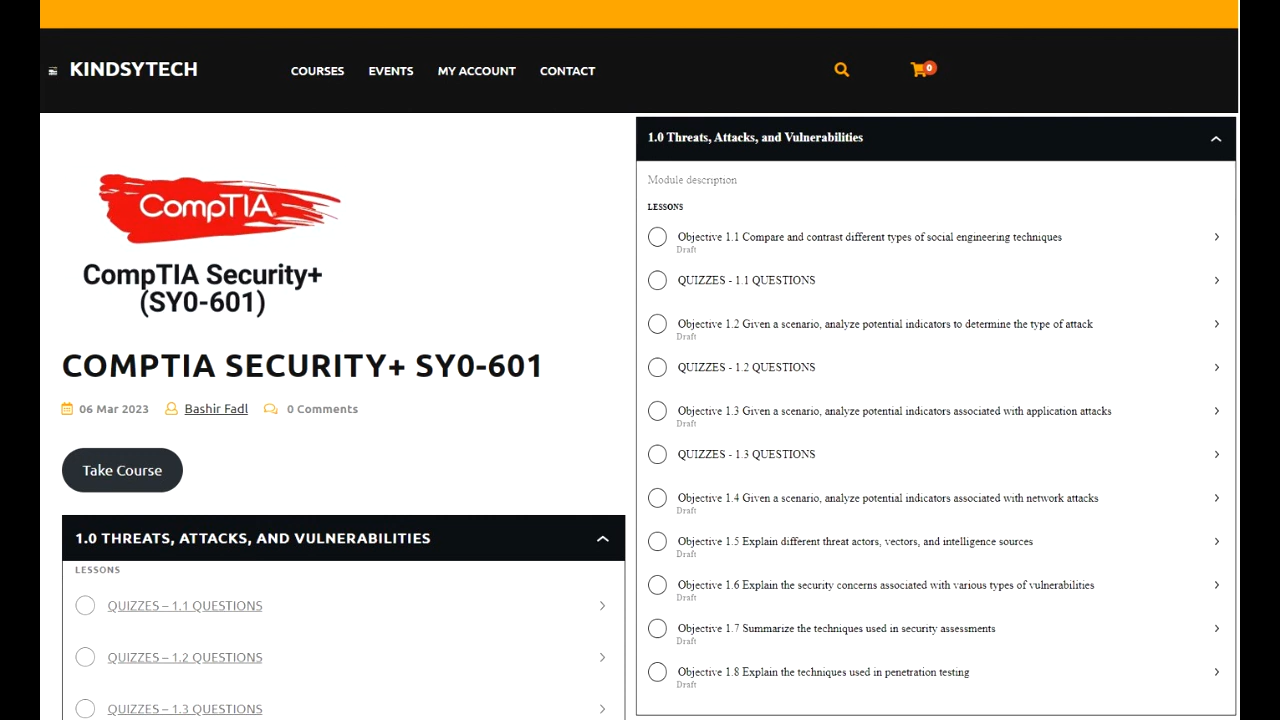 KINDSYTECH
COURSES
EVENTS
MY ACCOUNT
CONTACT
0
CompTIA.
CompTIA Security+
(SY0-601)
COMPTIA SECURITY+ SY0-601
06 Mar 2023
Bashir Fadl
0 Comments
Take Course
1.0 THREATS, ATTACKS, AND VULNERABILITIES
LESSONS
QUIZZES – 1.1 QUESTIONS
QUIZZES – 1.2 QUESTIONS
QUIZZES – 1.3 QUESTIONS
1.0 Threats, Attacks, and Vulnerabilities
Module description
LESSONS
Objective 1.1 Compare and contrast different types of social engineering techniques
Draft
QUIZZES - 1.1 QUESTIONS
Objective 1.2 Given a scenario, analyze potential indicators to determine the type of attack
Draft
QUIZZES - 1.2 QUESTIONS
Objective 1.3 Given a scenario, analyze potential indicators associated with application attacks
Draft
QUIZZES - 1.3 QUESTIONS
Objective 1.4 Given a scenario, analyze potential indicators associated with network attacks
Draft
Objective 1.5 Explain different threat actors, vectors, and intelligence sources
Draft
Objective 1.6 Explain the security concerns associated with various types of vulnerabilities
Draft
Objective 1.7 Summarize the techniques used in security assessments
Draft
Objective 1.8 Explain the techniques used in penetration testing
Draft